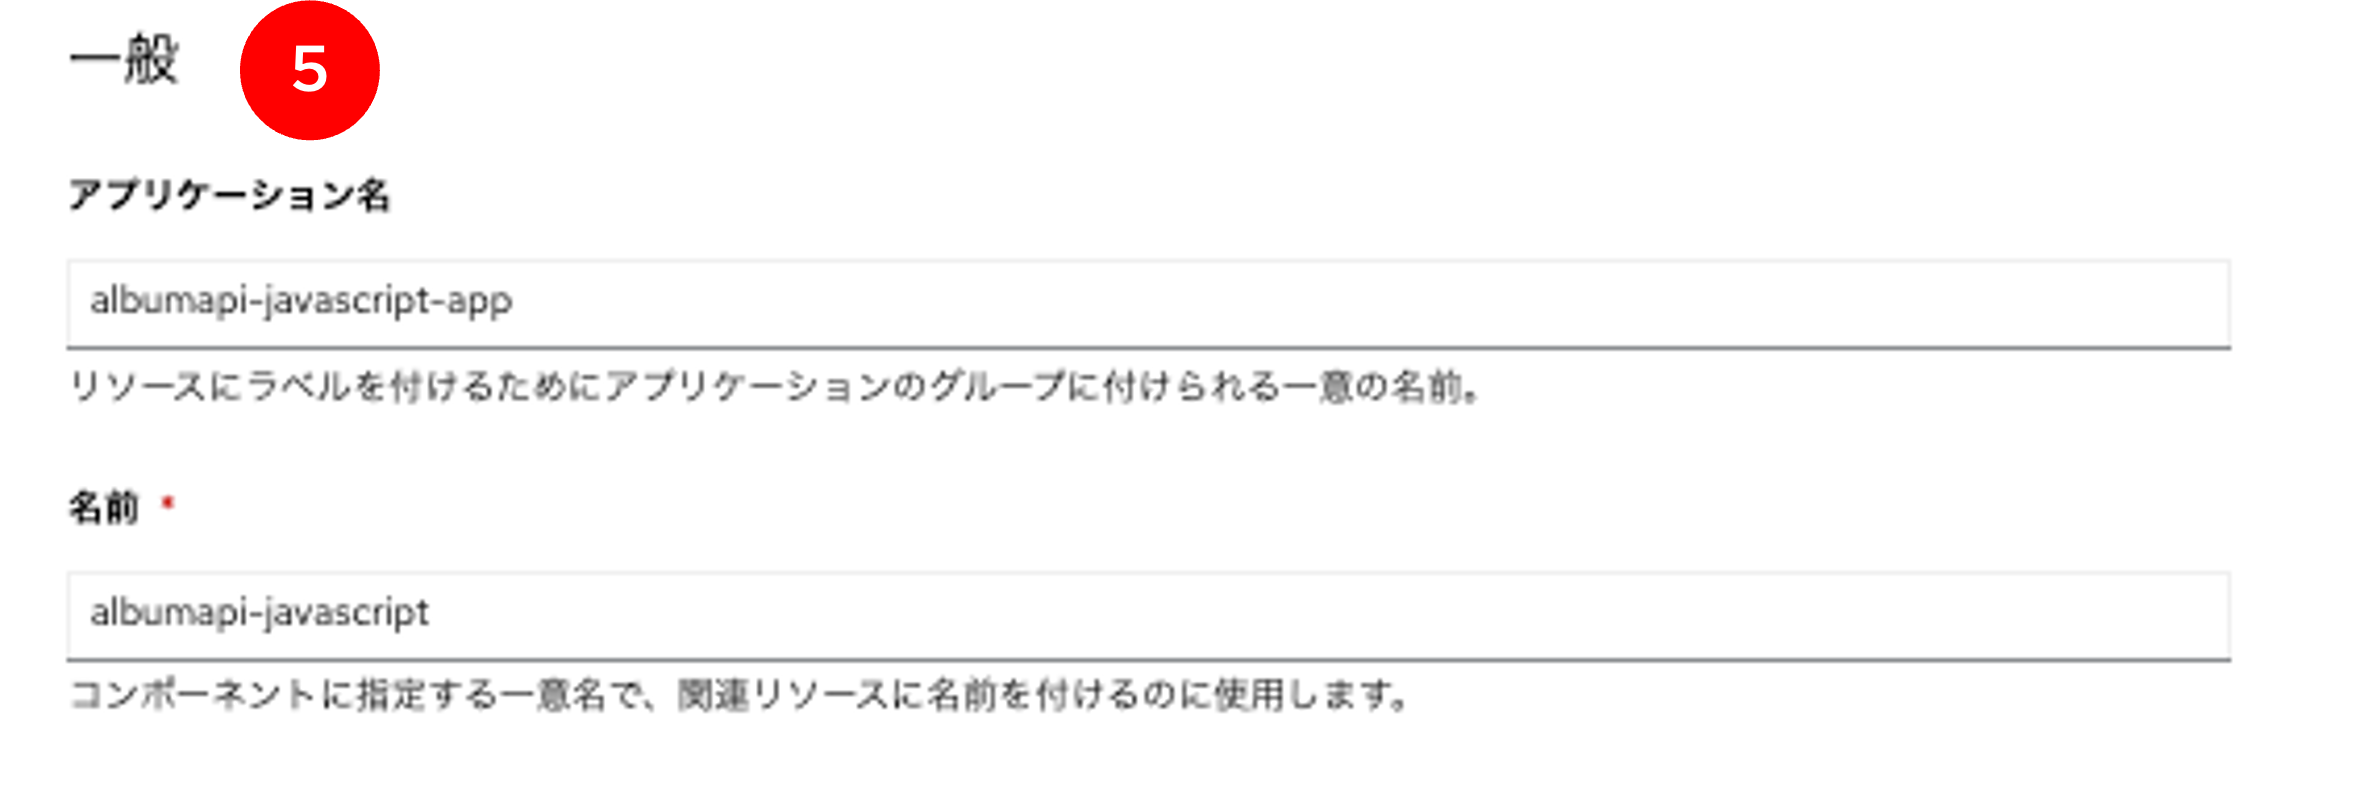 一般
5
アプリケーション名
albumapi-javascript-app
リソースにラベルを付けるためにアプリケーションのグループに付けられる一意の名前。
名前 *
albumapi-javascript
コンポーネントに指定する一意名で、関連リソースに名前を付けるのに使用します。